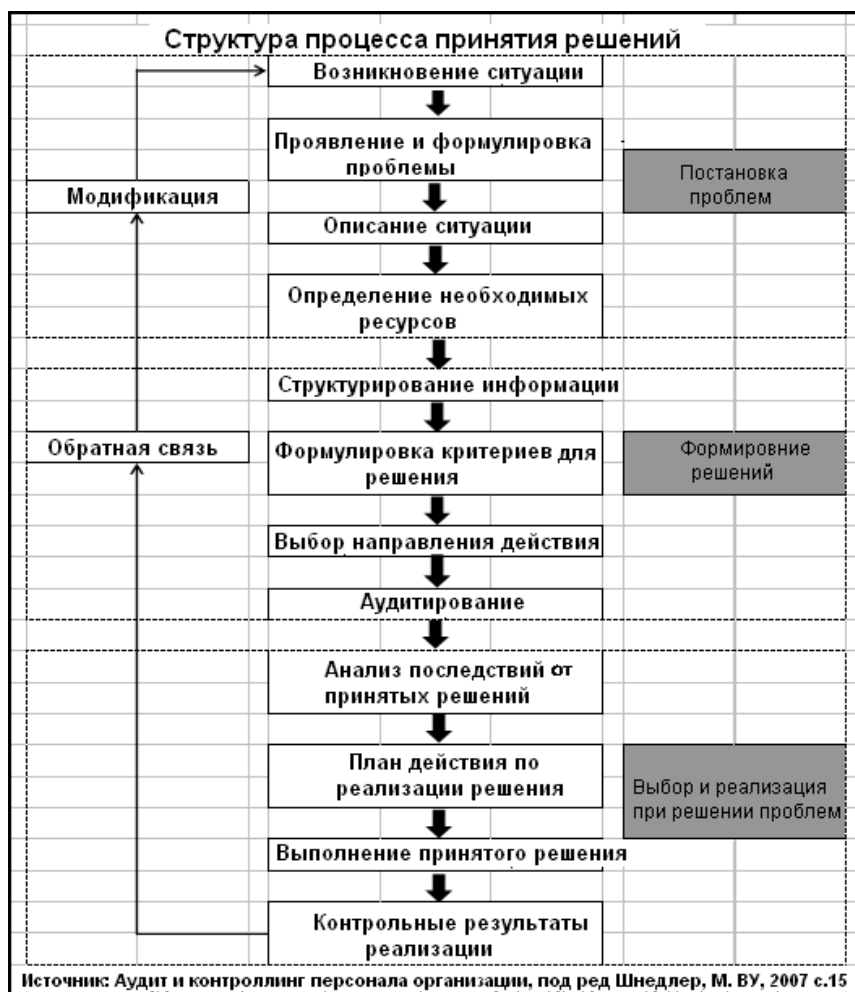 Структура процесса принятия решений
Возникновение ситуации
Проявление и формулировка
проблемы
Постановка
проблем
Модификация
Описание ситуации
Определение необходимых
ресурсов
Структурирование информации
Обратная связь
Формулировка критериев для
решения
Формировние
решений
Выбор направления действия
Аудитирование
Анализ последствий от
принятых решений
План действия по
реализации решения
Выбор и реализация
при решении проблем
Выполнение принятого решения
Контрольные результаты
реализации
Источник: Аудит и контроллинг персонала организации, под ред Шнедлер, М. ВУ, 2007 с.15